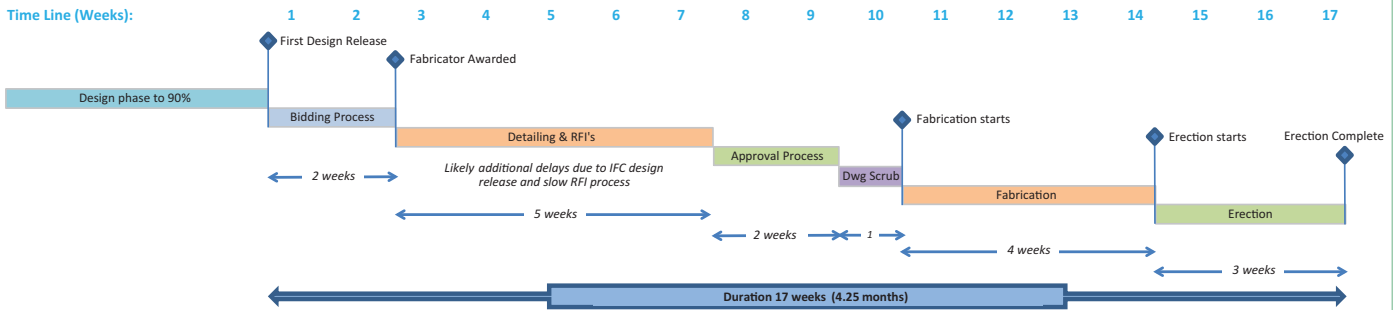 Time Line (Weeks): 1 2 3 4 5 6 7 8 9 10 11 12 13 14 15 16 17
First Design Release
Fabricator Awarded
Design phase to 90%
Bidding Process
Fabrication starts
Detailing & RFI's
Erection starts
Erection Complete
Approval Process
Likely additional delays due to IFC design
release and slow RFI process
2 weeks
Dwg Scrub
Fabrication
5 weeks
Erection
2 weeks
1
4 weeks
3 weeks
Duration 17 weeks (4.25 months)